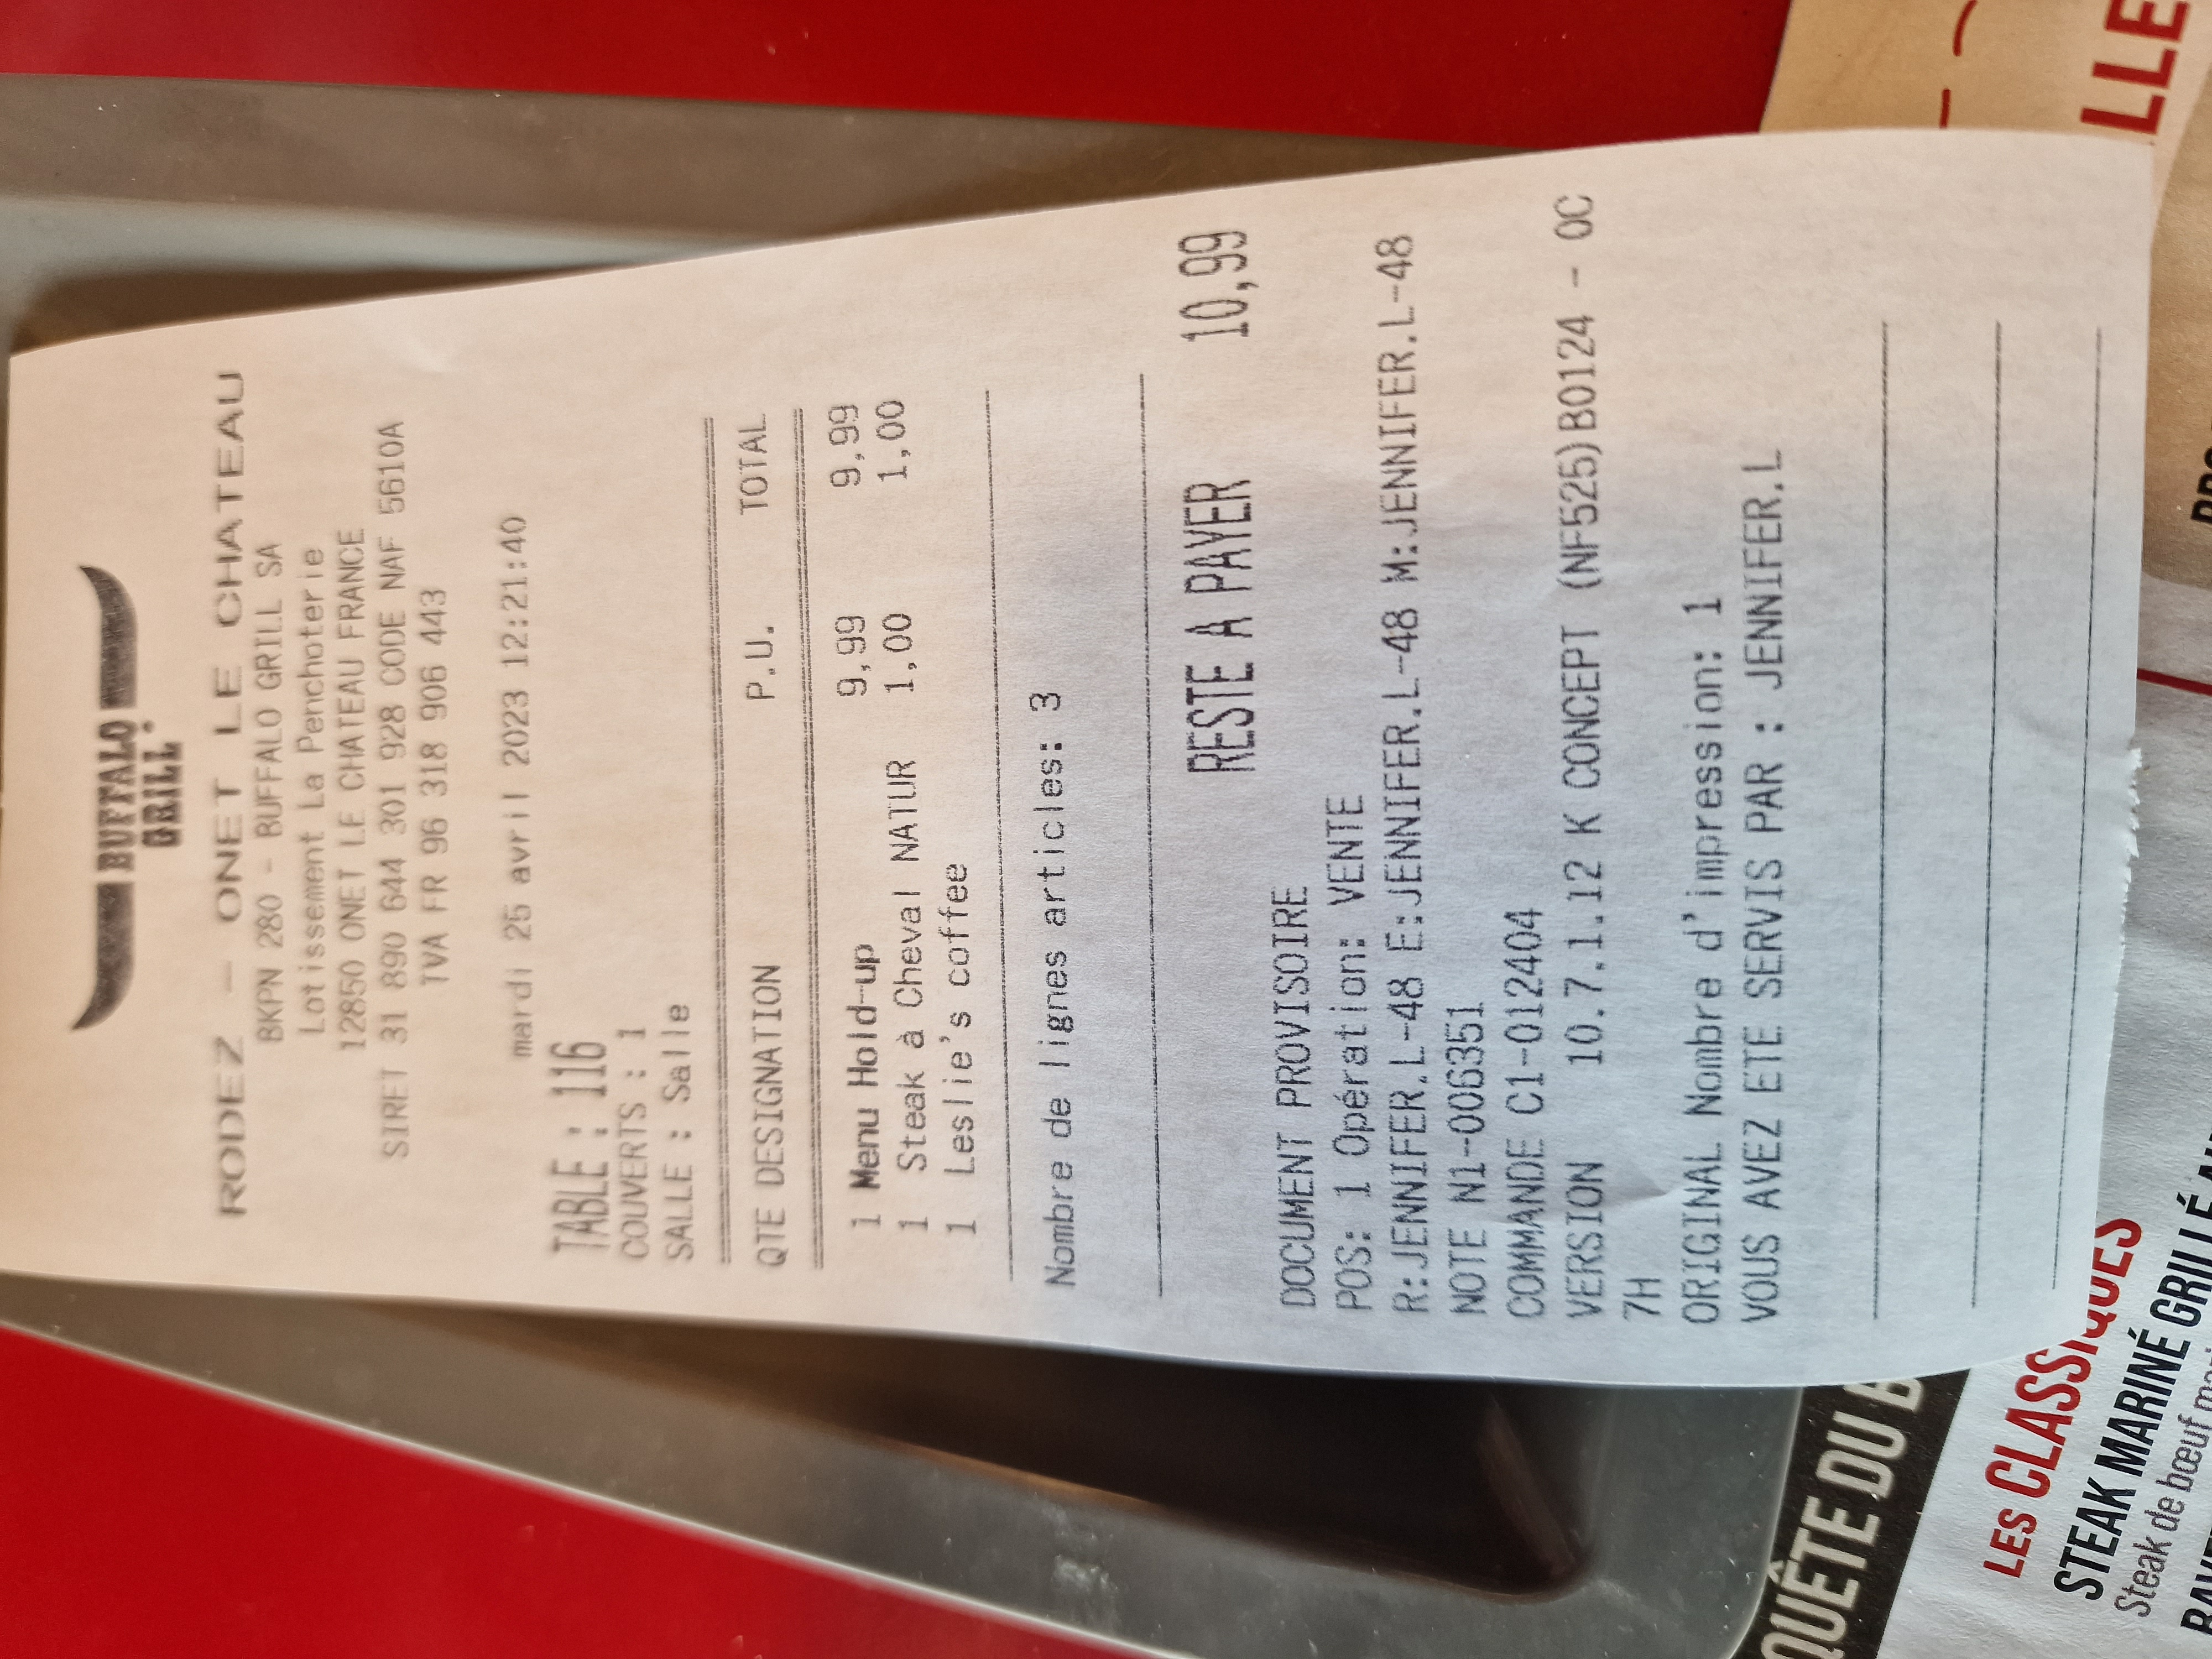 BUFFALO
GRILL
RODEZ - ONET LE CHATEAU
BKPN 280 - BUFFALO GRILL SA
Lotissement La Penchoterie
12850 ONET LE CHATEAU FRANCE
SIRET 31 890 644 301 928 CODE NAF 5610A
TVA FR 96 318 906 443
mardi 25 avril 2023 12:21:40
TABLE : 116
COUVERTS : 1
SALLE : Salle
QTE DESIGNATION P.U. TOTAL
1 Menu Hold-up 9,99 9,99
1 Steak à Cheval NATUR 1,00 1,00
1 Leslie's coffee
Nombre de lignes articles: 3
RESTE A PAYER 10,99
DOCUMENT PROVISOIRE
POS: 1 Opération: VENTE
R:JENNIFER.L-48 E:JENNIFER.L-48 M:JENNIFER.L-48
NOTE N1-006351
COMMANDE C1-012404
VERSION 10.7.1.12 K CONCEPT (NF525)B0124 - 0C
7H
ORIGINAL Nombre d'impression: 1
VOUS AVEZ ETE SERVIS PAR : JENNIFER.L
QUÊTE DU
LES CLASSIQUES
STEAK MARINÉ GRILLÉ
Steak de bœuf
LLE